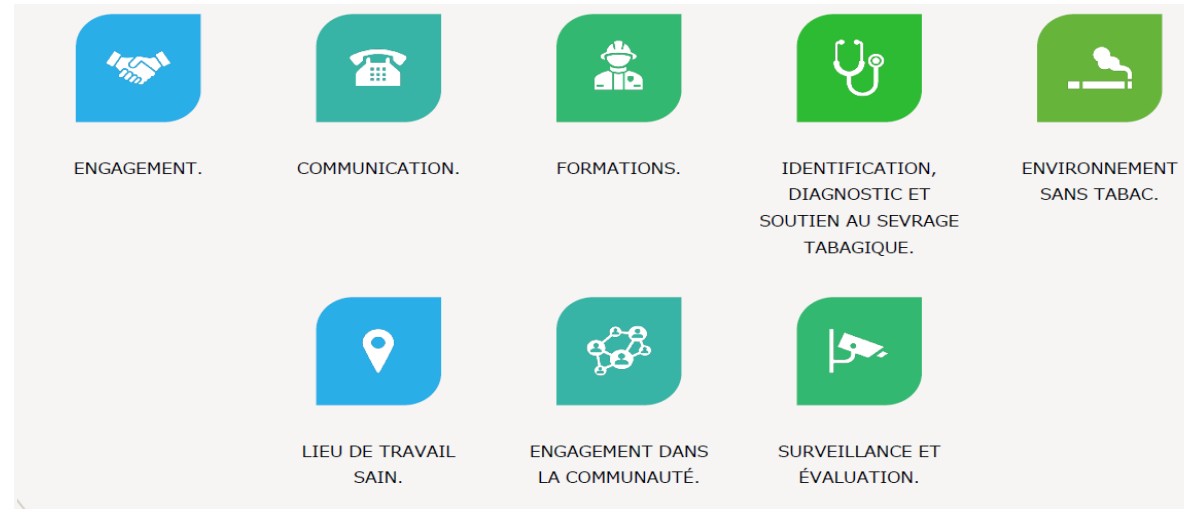 ENGAGEMENT.
COMMUNICATION.
FORMATIONS.
IDENTIFICATION,
DIAGNOSTIC ET
SOUTIEN AU SEVRAGE
TABAGIQUE.
ENVIRONNEMENT
SANS TABAC.
LIEU DE TRAVAIL
SAIN.
ENGAGEMENT DANS
LA COMMUNAUTÉ.
SURVEILLANCE ET
ÉVALUATION.